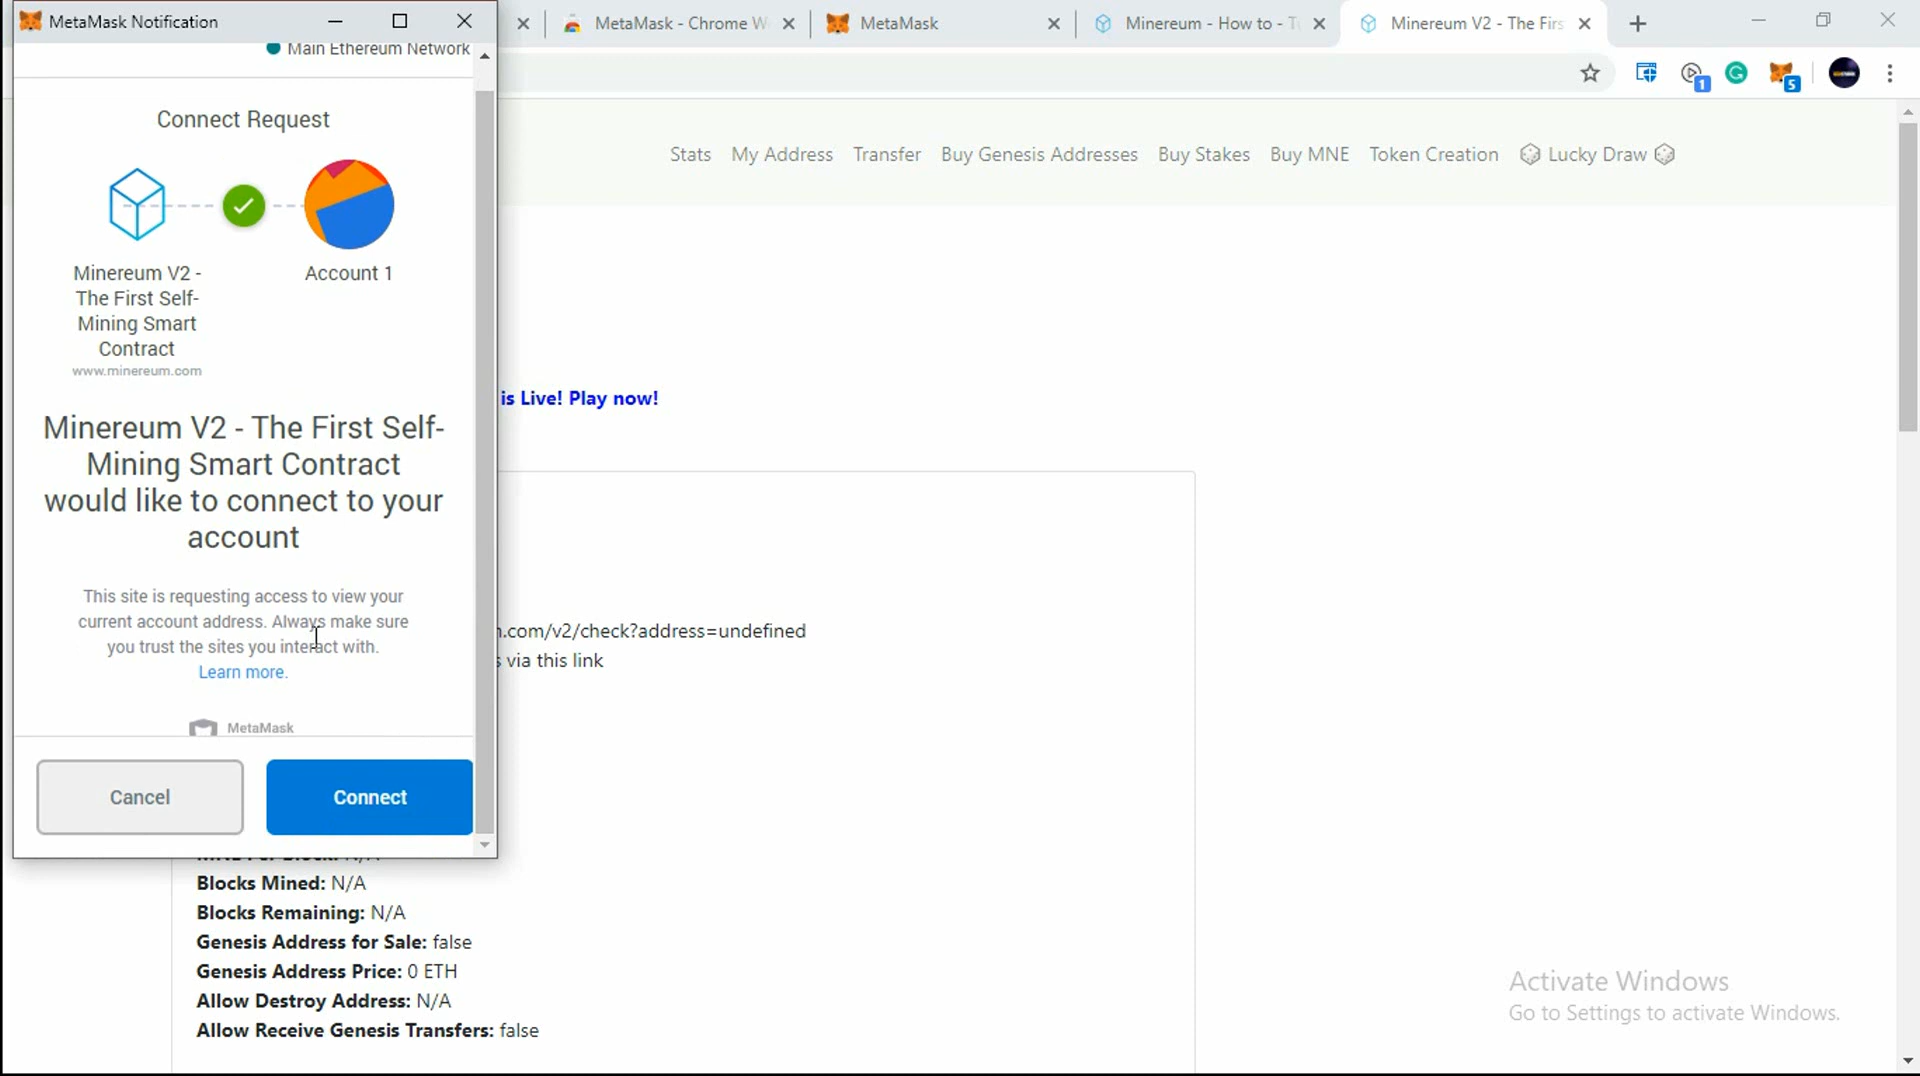 MetaMask Notification
MetaMask - Chrome W
MetaMask
Minereum - How to - T
Minereum V2 - The Firs
Main Ethereum Network
1
5
Connect Request
Stats My Address Transfer Buy Genesis Addresses Buy Stakes Buy MNE Token Creation Lucky Draw
Minereum V2 -
The First Self-
Mining Smart
Contract
www.minereum.com
Account 1
is Live! Play now!
Minereum V2 - The First Self-
Mining Smart Contract
would like to connect to your
account
This site is requesting access to view your
current account address. Always make sure
you trust the sites you interact with.
Learn more.
.com/v2/check?address=undefined
via this link
MetaMask
Cancel
Connect
Blocks Mined: N/A
Blocks Remaining: N/A
Genesis Address for Sale: false
Genesis Address Price: 0 ETH
Allow Destroy Address: N/A
Allow Receive Genesis Transfers: false
Activate Windows
Go to Settings to activate Windows.